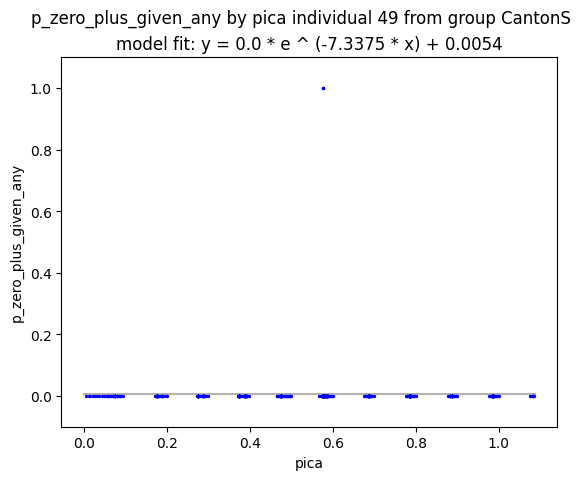 p_zero_plus_given_any by pica individual 49 from group CantonS
model fit: y = 0.0 * e ^ (-7.3375 * x) + 0.0054
1.0
0.8
0.6
0.4
0.2
0.0
p_zero_plus_given_any
0.0 0.2 0.4 0.6 0.8 1.0
pica